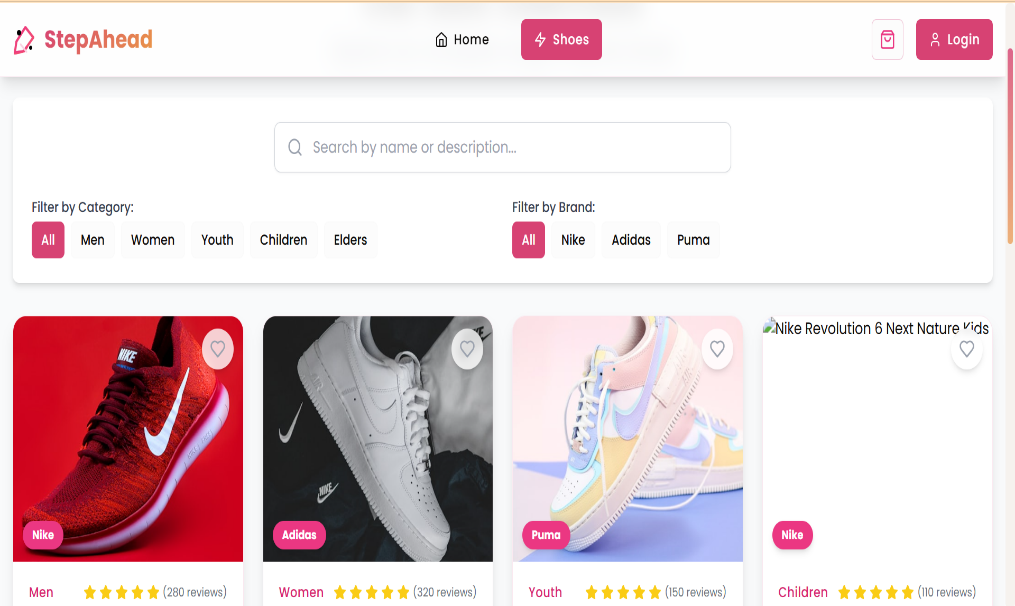 StepAhead
Home
Shoes
Login
Search by name or description...
Filter by Category:
All Men Women Youth Children Elders
Filter by Brand:
All Nike Adidas Puma
NIKE
NIKE
Nike
Adidas
Puma
Nike Revolution 6 Next Nature Kids
Nike
Men (280 reviews)
Women (320 reviews)
Youth (150 reviews)
Children (110 reviews)